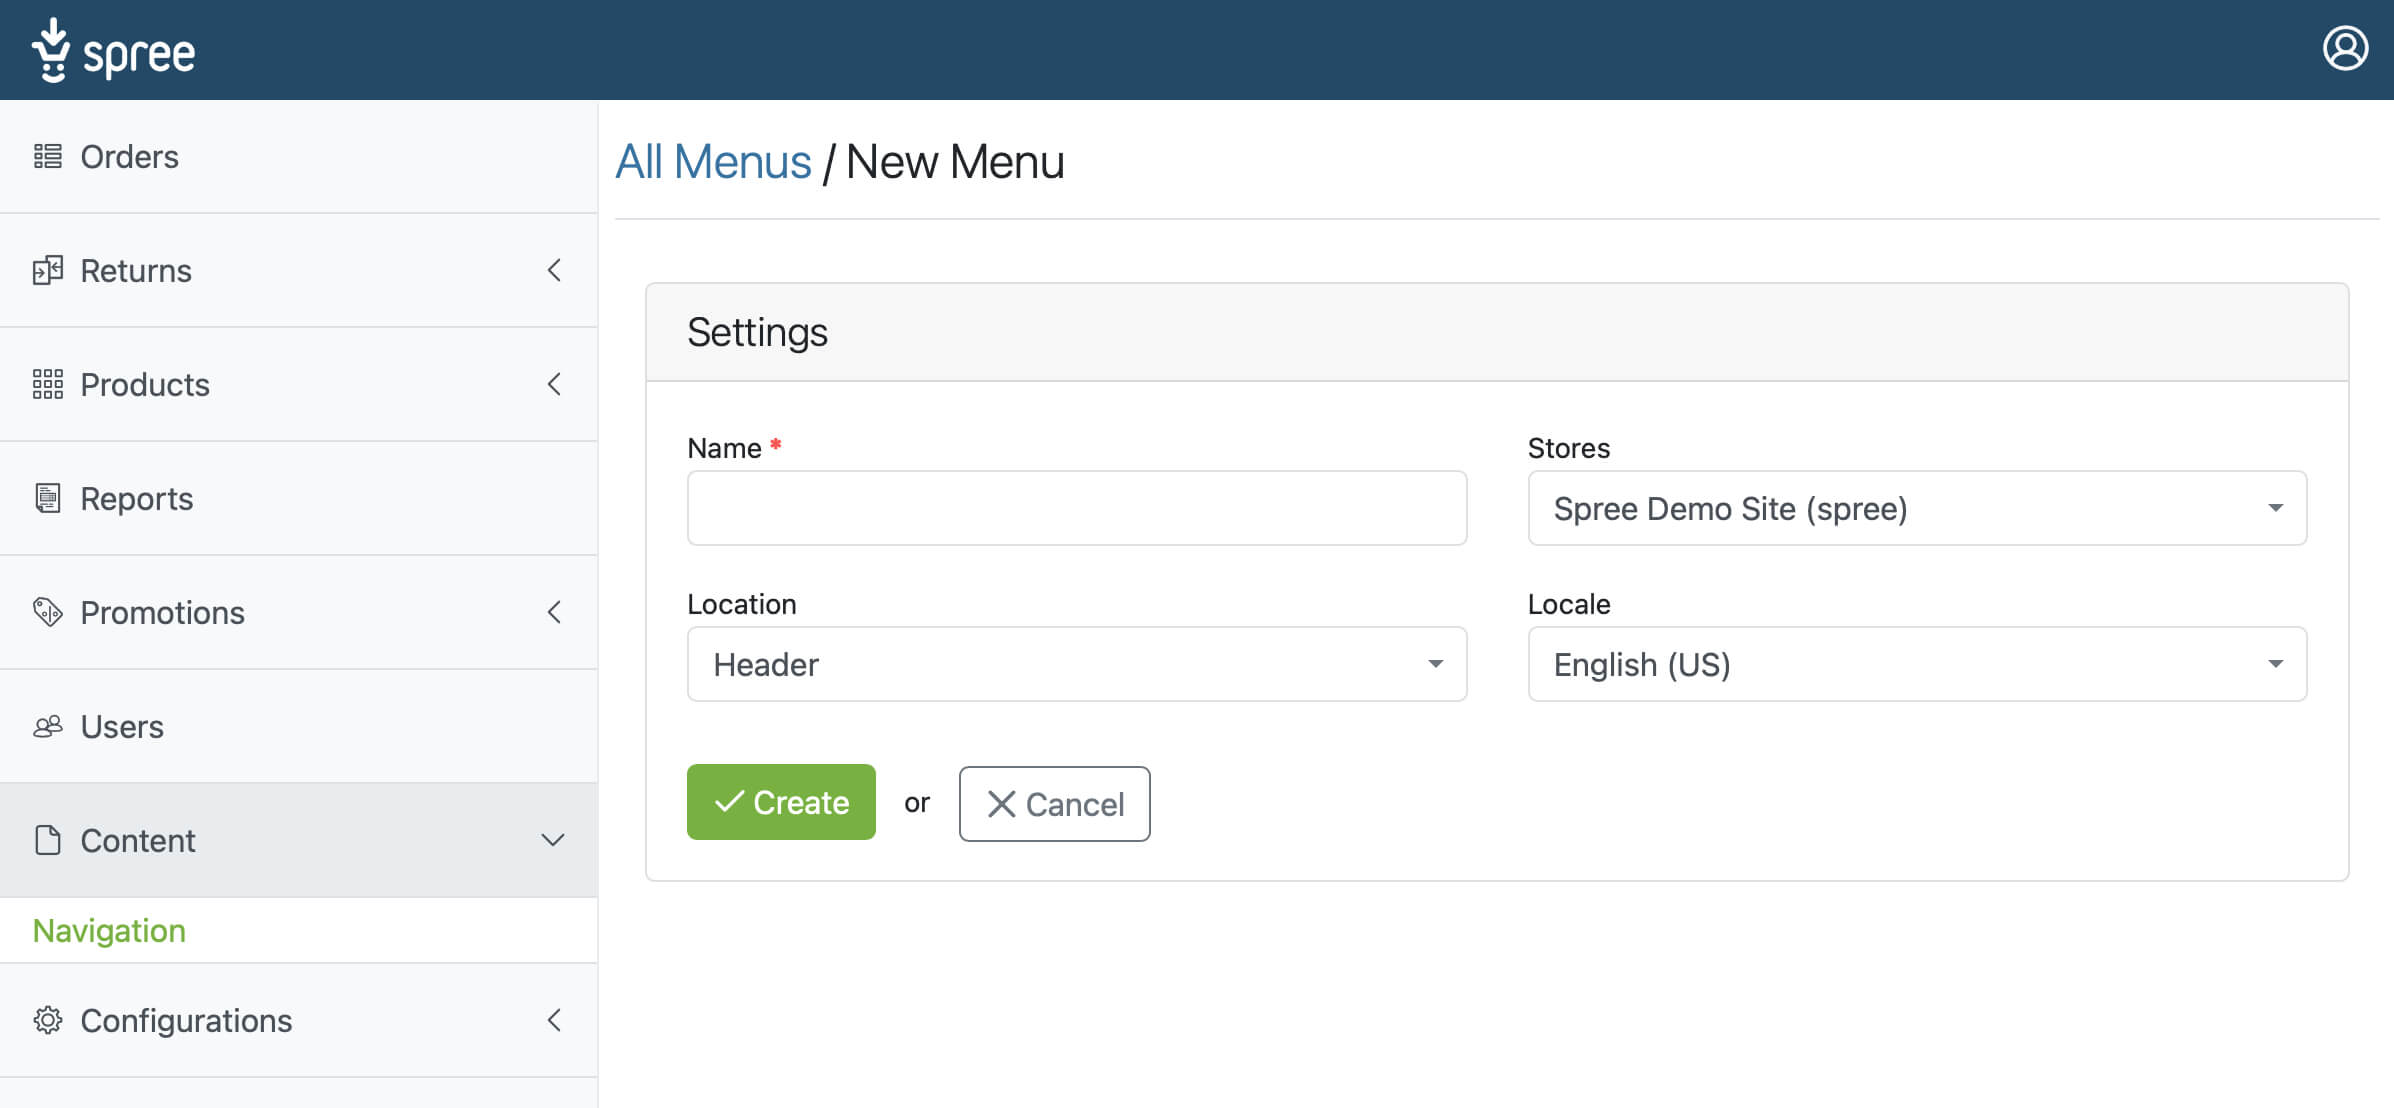 spree
Orders
Returns
Products
Reports
Promotions
Users
Content
Navigation
Configurations
All Menus / New Menu
Settings
Name *
Stores
Spree Demo Site (spree)
Location
Header
Locale
English (US)
Create or Cancel